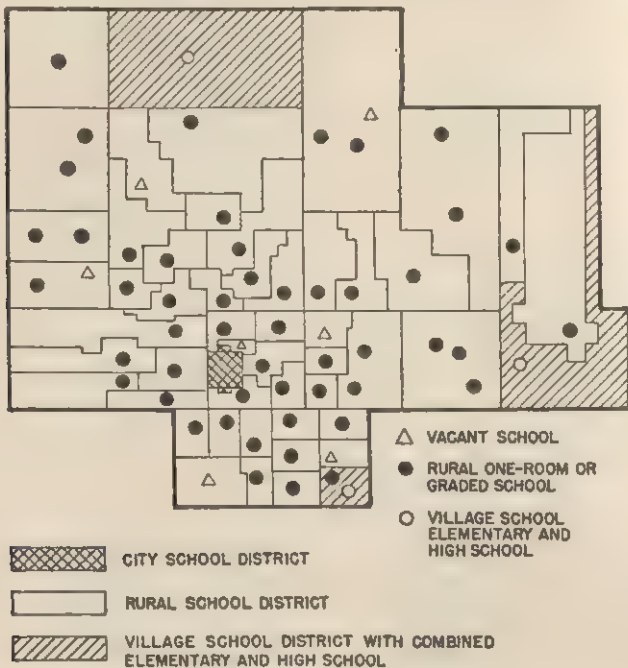 VACANT SCHOOL
RURAL ONE-ROOM OR
GRADED SCHOOL
VILLAGE SCHOOL
ELEMENTARY AND
HIGH SCHOOL
CITY SCHOOL DISTRICT
RURAL SCHOOL DISTRICT
VILLAGE SCHOOL DISTRICT WITH COMBINED
ELEMENTARY AND HIGH SCHOOL